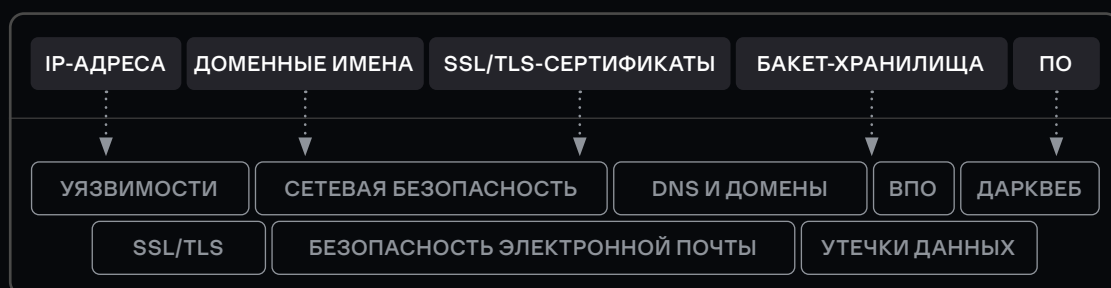 IP-АДРЕСА ДОМЕННЫЕ ИМЕНА SSL/TLS-СЕРТИФИКАТЫ БАКЕТ-ХРАНИЛИЩА ПО
УЯЗВИМОСТИ СЕТЕВАЯ БЕЗОПАСНОСТЬ DNS И ДОМЕНЫ ВПО ДАРКВЕБ
SSL/TLS БЕЗОПАСНОСТЬ ЭЛЕКТРОННОЙ ПОЧТЫ УТЕЧКИ ДАННЫХ